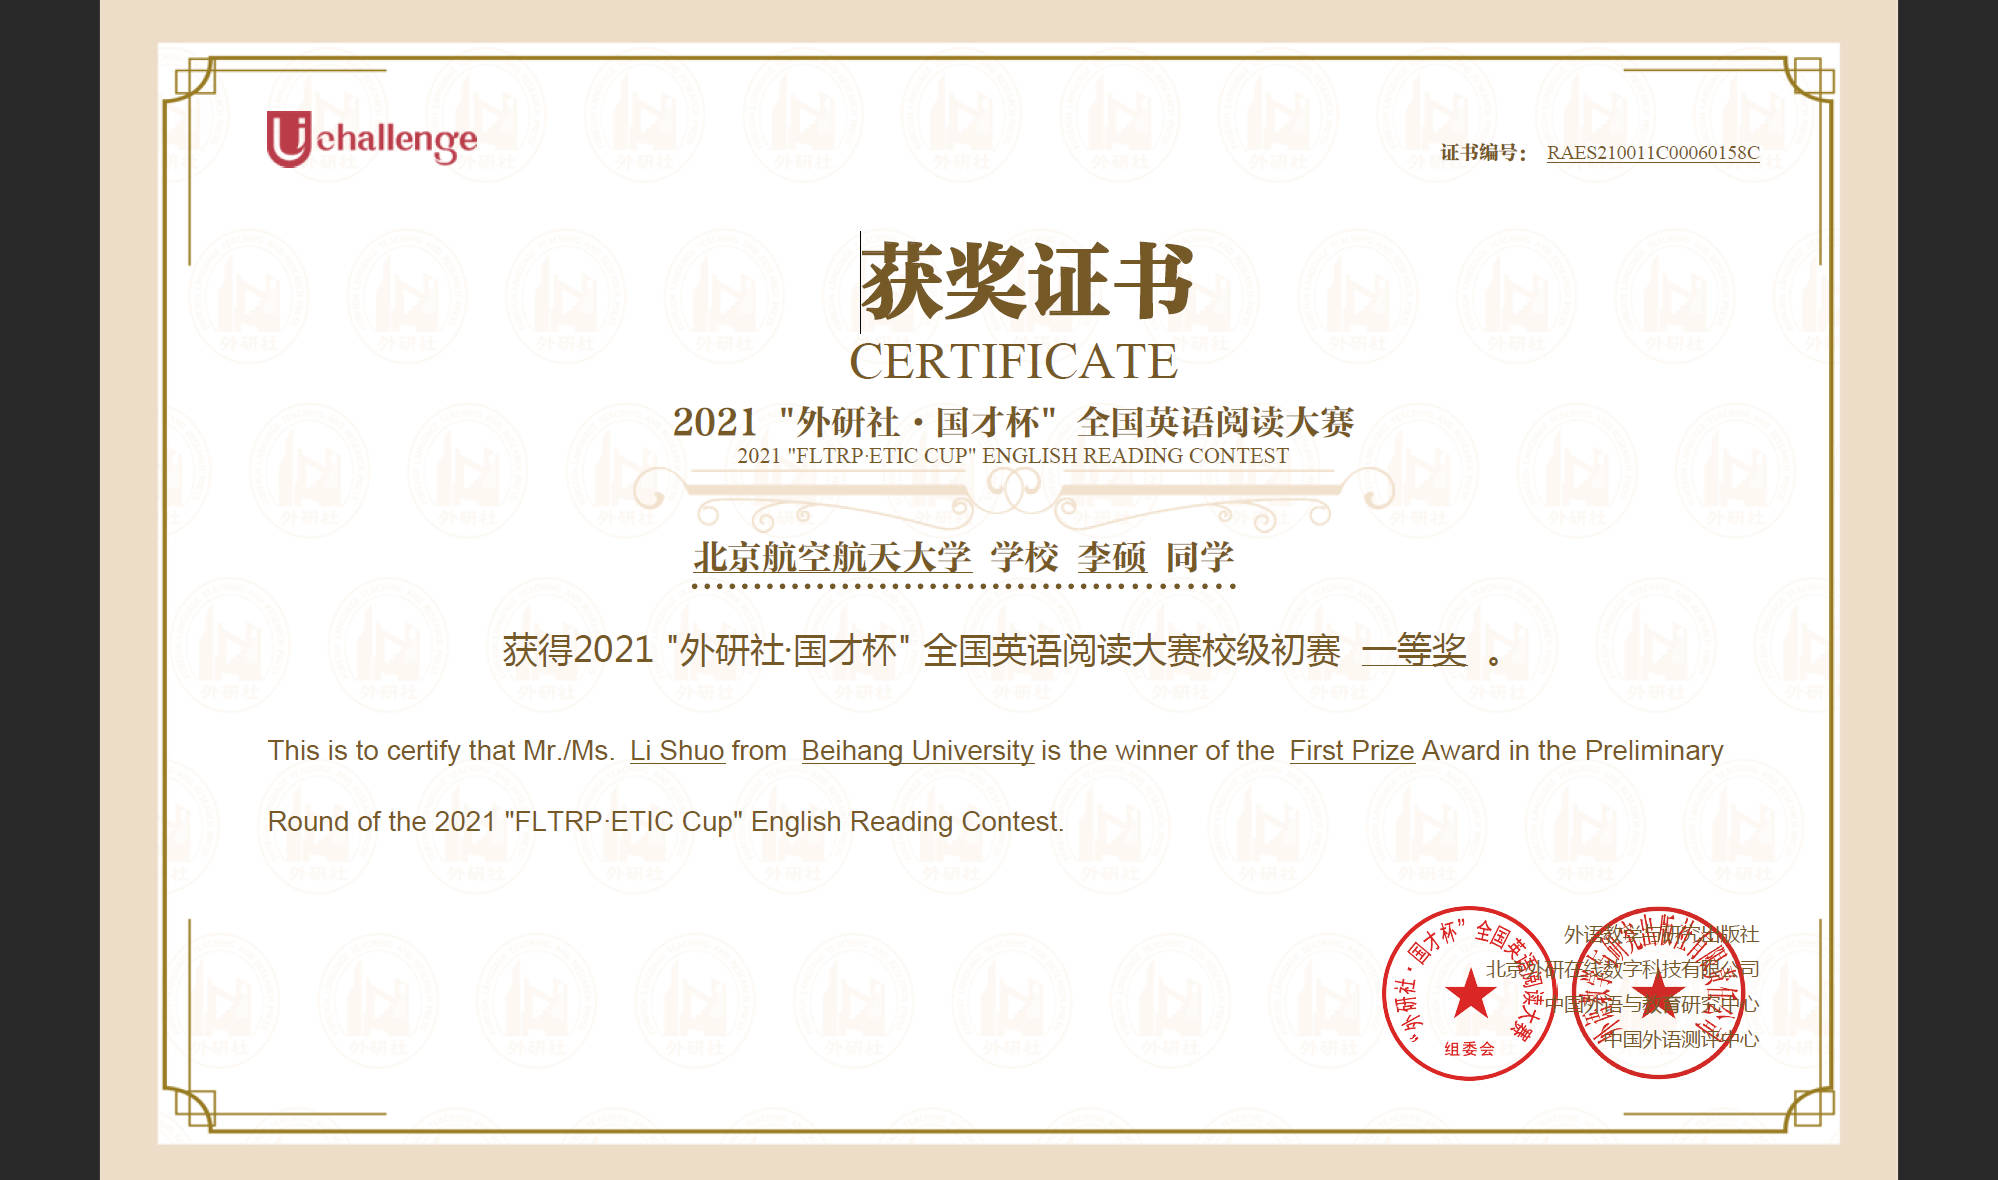 Uchallenge
证书编号： RAES210011C00060158C
获奖证书
CERTIFICATE
2021 "外研社·国才杯" 全国英语阅读大赛
2021 "FLTRP·ETIC CUP" ENGLISH READING CONTEST
北京航空航天大学 学校 李硕 同学
获得2021 "外研社·国才杯" 全国英语阅读大赛校级初赛 一等奖 。
This is to certify that Mr./Ms. Li Shuo from Beihang University is the winner of the First Prize Award in the Preliminary
Round of the 2021 "FLTRP·ETIC Cup" English Reading Contest.
外语教学与研究出版社
北京外研在线数字科技有限公司
中国外语与教育研究中心
中国外语测评中心
“外研社·国才杯”全国英语阅读大赛
组委会
外研社